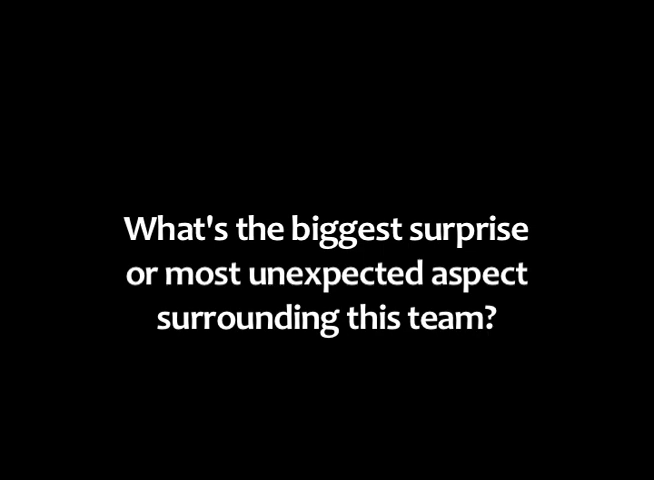 What's the biggest surprise
or most unexpected aspect
surrounding this team?